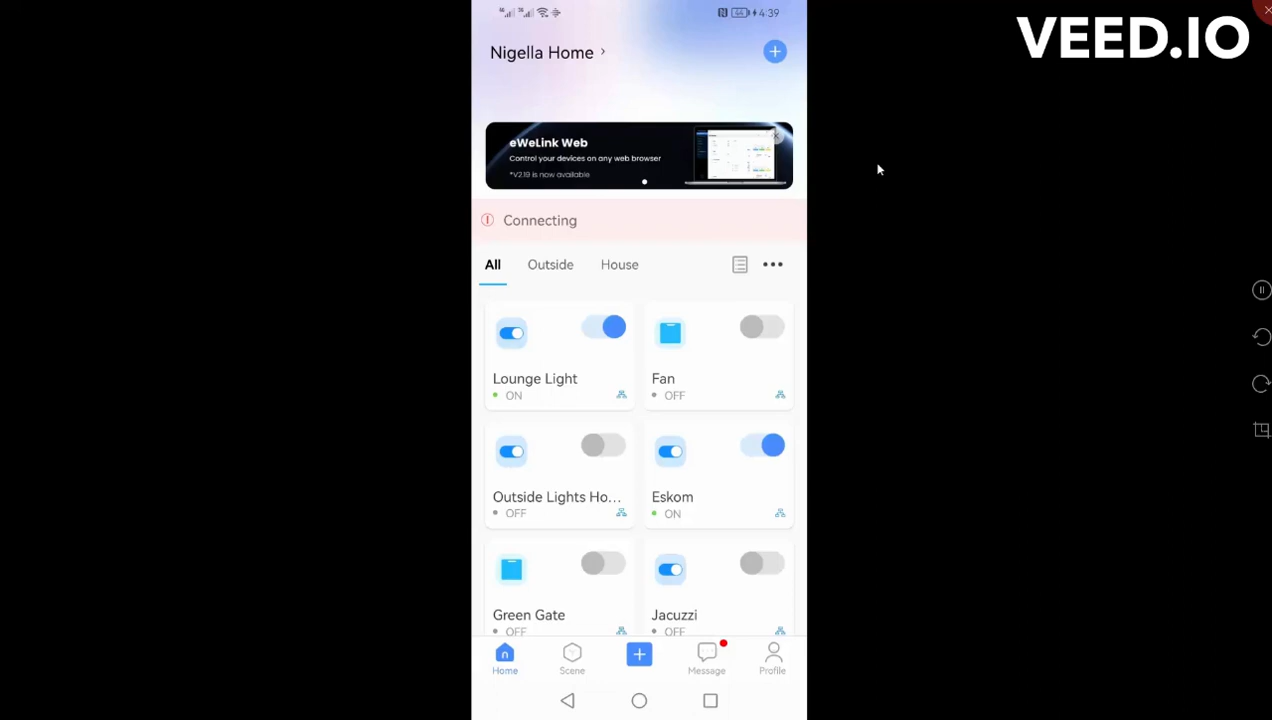 VEED.IO
44 4:39
Nigella Home
eWeLink Web
Control your devices on any web browser
*V2.19 is now available
Connecting
All Outside House
Lounge Light
ON
Fan
OFF
Outside Lights Ho...
OFF
Eskom
ON
Green Gate
OFF
Jacuzzi
OFF
Home Scene Message Profile